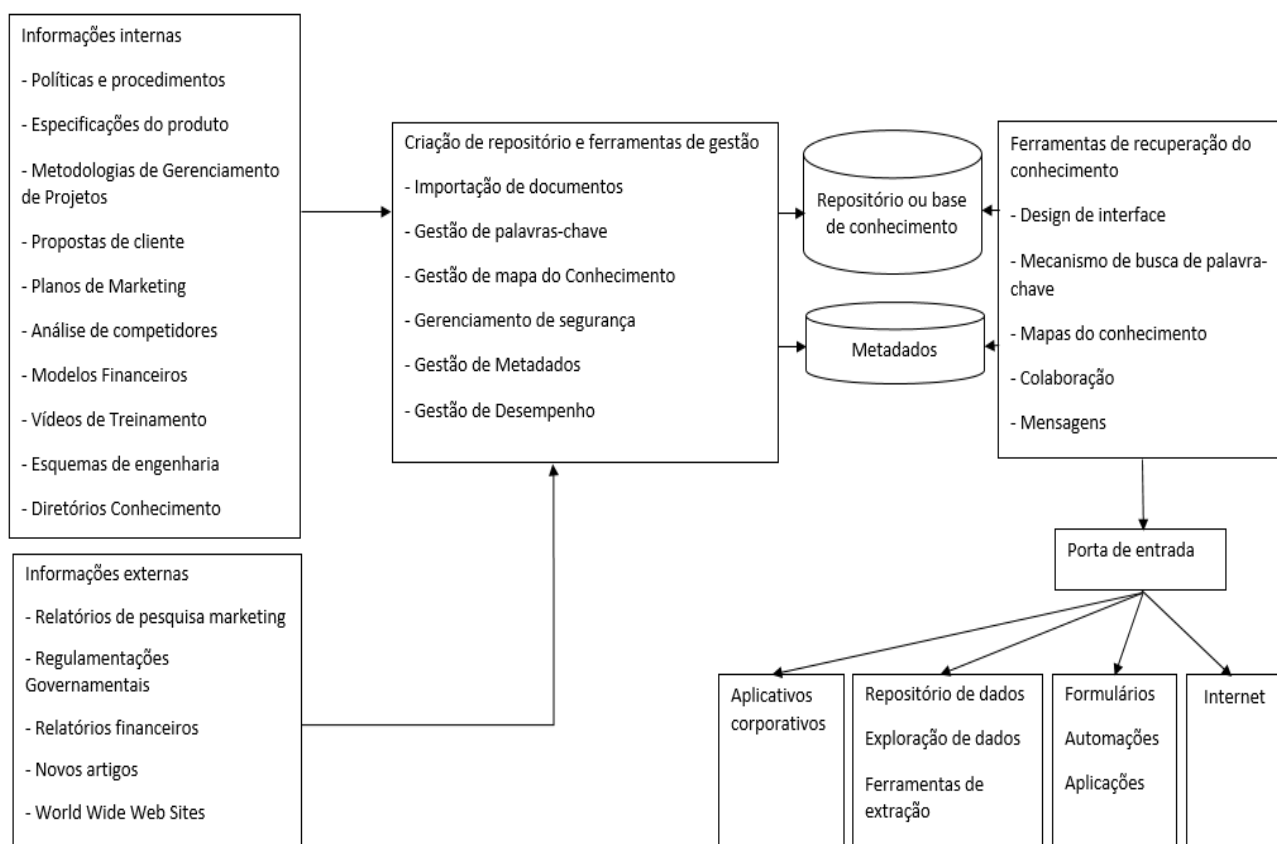 Informações internas
- Políticas e procedimentos
- Especificações do produto
- Metodologias de Gerenciamento
de Projetos
- Propostas de cliente
- Planos de Marketing
- Análise de competidores
- Modelos Financeiros
- Vídeos de Treinamento
- Esquemas de engenharia
- Diretórios Conhecimento
Informações externas
- Relatórios de pesquisa marketing
- Regulamentações
Governamentais
- Relatórios financeiros
- Novos artigos
- World Wide Web Sites
Criação de repositório e ferramentas de gestão
- Importação de documentos
- Gestão de palavras-chave
- Gestão de mapa do Conhecimento
- Gerenciamento de segurança
- Gestão de Metadados
- Gestão de Desempenho
Repositório ou base
de conhecimento
Metadados
Ferramentas de recuperação do
conhecimento
- Design de interface
- Mecanismo de busca de palavra-
chave
- Mapas do conhecimento
- Colaboração
- Mensagens
Porta de entrada
Aplicativos
corporativos
Repositório de dados
Exploração de dados
Ferramentas de
extração
Formulários
Automações
Aplicações
Internet